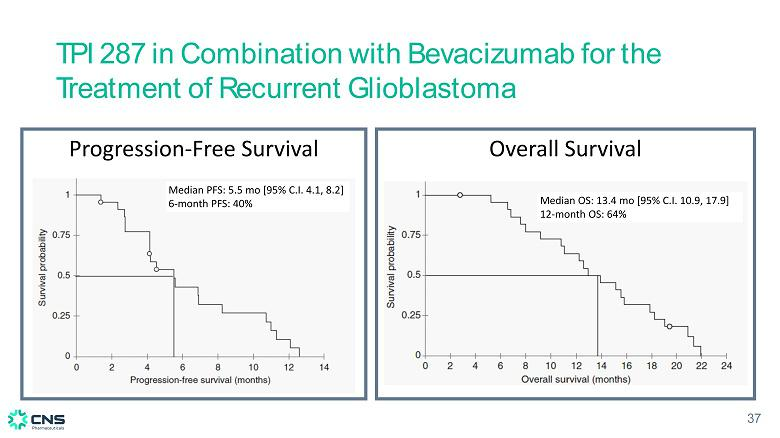 TPI 287 in Combination with Bevacizumab for the
Treatment of Recurrent Glioblastoma
Progression-Free Survival
Median PFS: 5.5 mo [95% C.I. 4.1, 8.2]
6-month PFS: 40%
1
0.75
0.5
0.25
0
Survival probability
0 2 4 6 8 10 12 14
Progression-free survival (months)
Overall Survival
Median OS: 13.4 mo [95% C.I. 10.9, 17.9]
12-month OS: 64%
1
0.75
0.5
0.25
0
Survival probability
0 2 4 6 8 10 12 14 16 18 20 22 24
Overall survival (months)
CNS
Pharmaceuticals
37